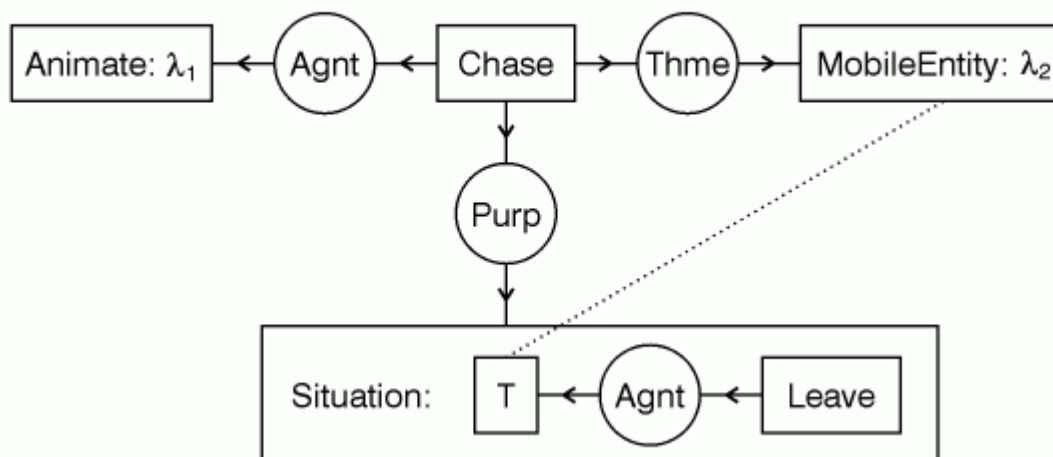 Animate: λ₁ Agnt Chase Thme MobileEntity: λ₂
Purp
Situation: T Agnt Leave